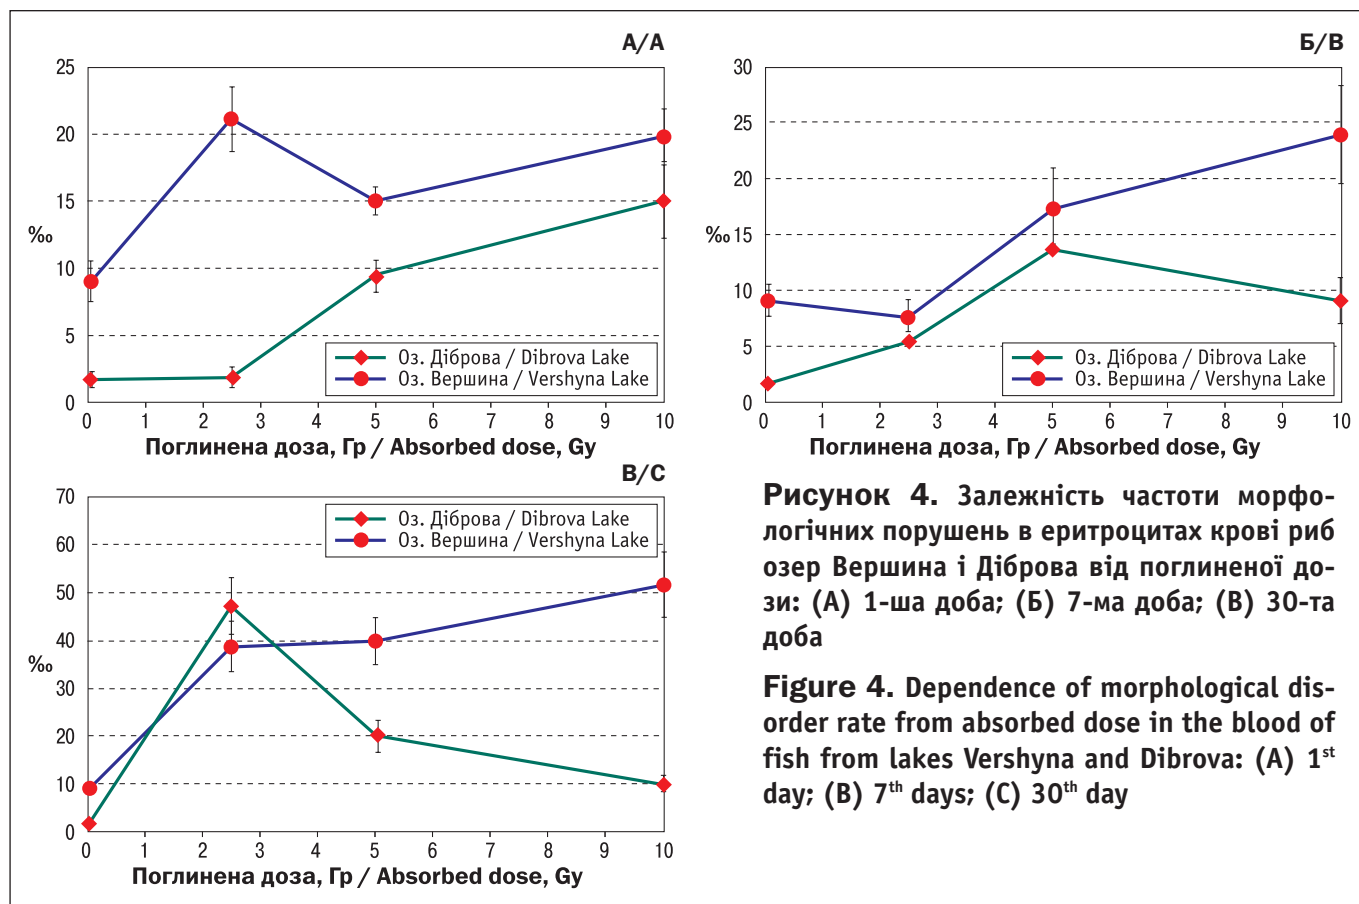 А/A
25
20
15
‰
10
5
0
Оз. Діброва / Dibrova Lake
Оз. Вершина / Vershyna Lake
0 1 2 3 4 5 6 7 8 9 10
Поглинена доза, Гр / Absorbed dose, Gy
Б/B
30
25
20
‰ 15
10
5
0
Оз. Діброва / Dibrova Lake
Оз. Вершина / Vershyna Lake
0 1 2 3 4 5 6 7 8 9 10
Поглинена доза, Гр / Absorbed dose, Gy
В/C
70
60
50
40
‰
30
20
10
0
Оз. Діброва / Dibrova Lake
Оз. Вершина / Vershyna Lake
0 1 2 3 4 5 6 7 8 9 10
Поглинена доза, Гр / Absorbed dose, Gy
Рисунок 4. Залежність частоти морфо-
логічних порушень в еритроцитах крові риб
озер Вершина і Діброва від поглиненої до-
зи: (А) 1-ша доба; (Б) 7-ма доба; (В) 30-та
доба
Figure 4. Dependence of morphological dis-
order rate from absorbed dose in the blood of
fish from lakes Vershyna and Dibrova: (A) 1st
day; (B) 7th days; (C) 30th day